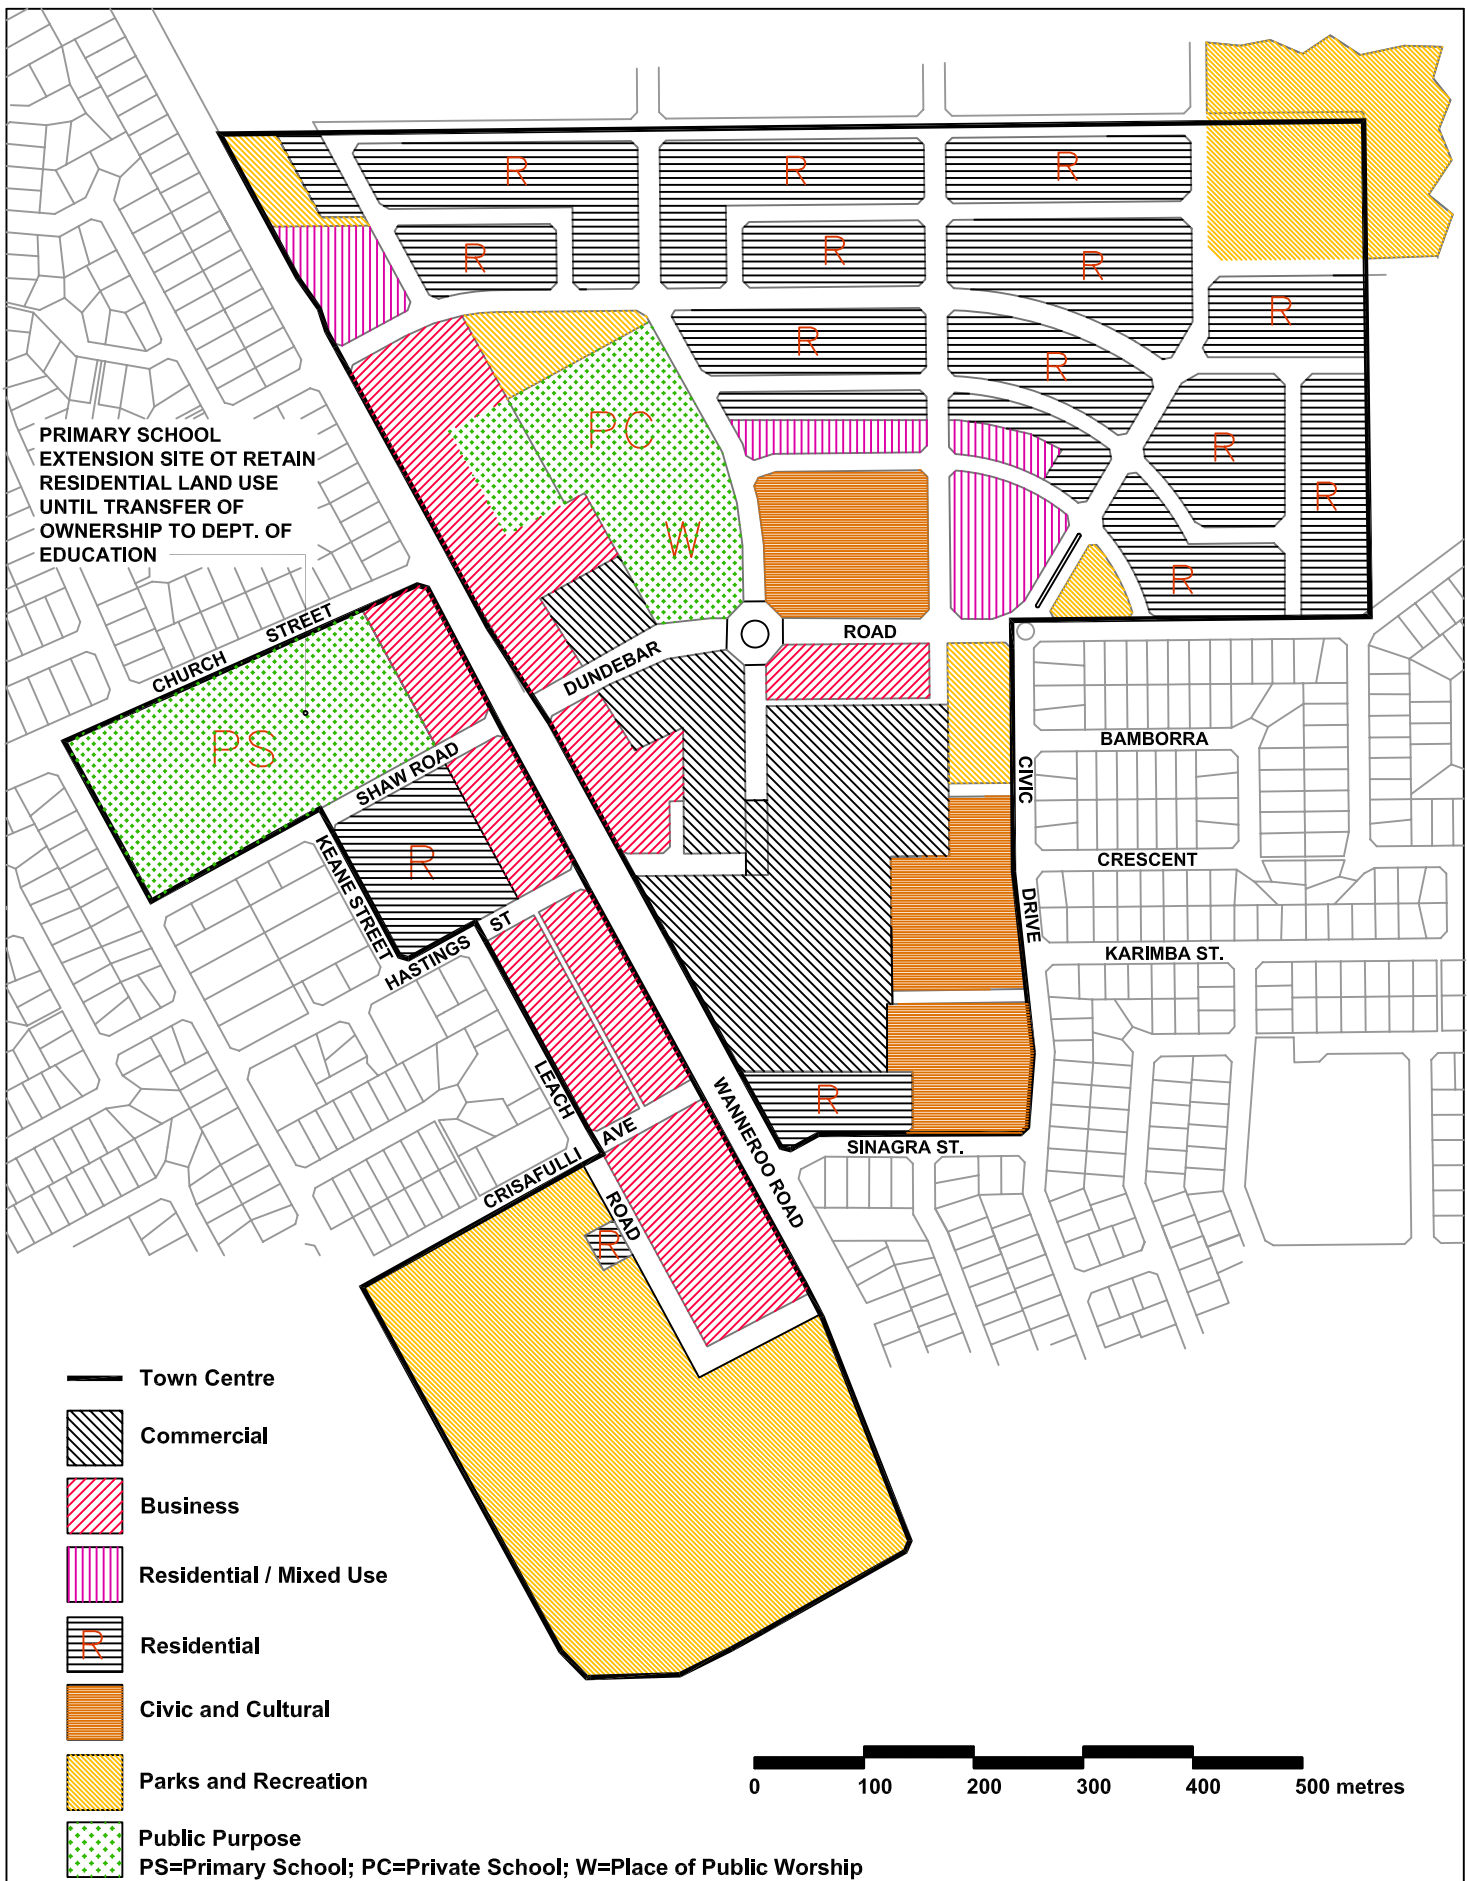 R
R
R
R
R
R
R
R
R
PRIMARY SCHOOL
EXTENSION SITE OT RETAIN
RESIDENTIAL LAND USE
UNTIL TRANSFER OF
OWNERSHIP TO DEPT. OF
EDUCATION
PC
R
R
W
R
CHURCH STREET
DUNDEBAR ROAD
PS
SHAW ROAD
BAMBORRA
CIVIC
R
KEANE STREET
CRESCENT
HASTINGS ST
DRIVE
KARIMBA ST.
LEACH
WANNEROO ROAD
R
CRISAFULLI AVE
SINAGRA ST.
ROAD
R
Town Centre
Commercial
Business
Residential / Mixed Use
R Residential
Civic and Cultural
Parks and Recreation
0 100 200 300 400 500 metres
Public Purpose
PS=Primary School; PC=Private School; W=Place of Public Worship